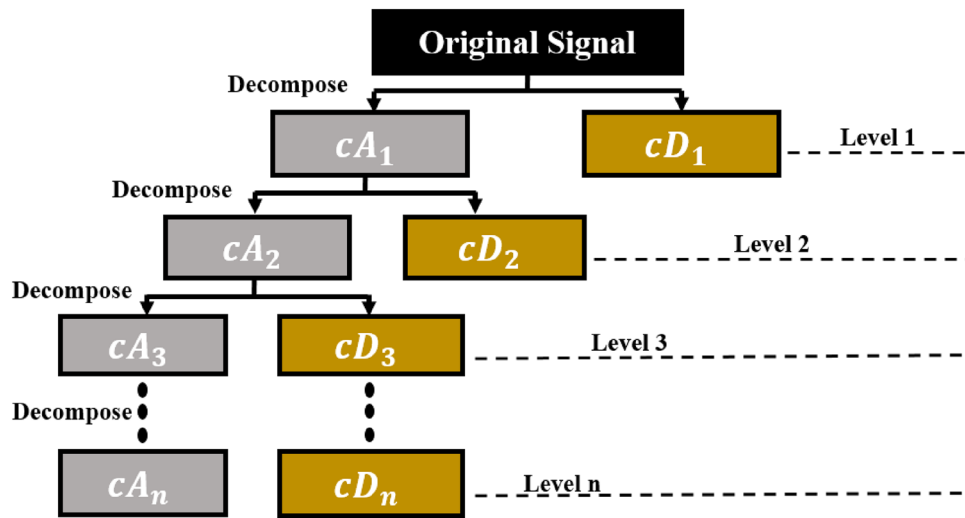 Original Signal
Decompose
cA₁
cD₁
Level 1
Decompose
cA₂
cD₂
Level 2
Decompose
cA₃
cD₃
Level 3
Decompose
cAₙ
cDₙ
Level n